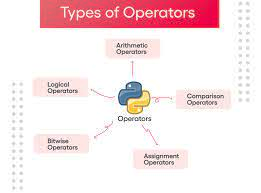 Types of Operators
Arithmetic
Operators
Logical
Operators
Comparison
Operators
Operators
Bitwise
Operators
Assignment
Operators